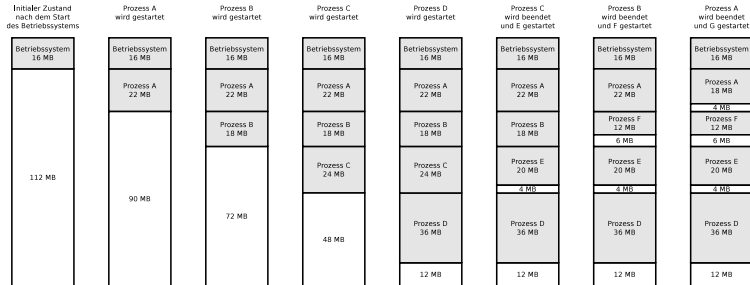 Initialer Zustand
nach dem Start
des Betriebssystems
Betriebssystem
16 MB
112 MB
Prozess A
wird gestartet
Betriebssystem
16 MB
Prozess A
22 MB
90 MB
Prozess B
wird gestartet
Betriebssystem
16 MB
Prozess A
22 MB
Prozess B
18 MB
72 MB
Prozess C
wird gestartet
Betriebssystem
16 MB
Prozess A
22 MB
Prozess B
18 MB
Prozess C
24 MB
48 MB
Prozess D
wird gestartet
Betriebssystem
16 MB
Prozess A
22 MB
Prozess B
18 MB
Prozess C
24 MB
Prozess D
36 MB
12 MB
Prozess C
wird beendet
und E gestartet
Betriebssystem
16 MB
Prozess A
22 MB
Prozess B
18 MB
Prozess E
20 MB
4 MB
Prozess D
36 MB
12 MB
Prozess B
wird beendet
und F gestartet
Betriebssystem
16 MB
Prozess A
22 MB
Prozess F
12 MB
6 MB
Prozess E
20 MB
4 MB
Prozess D
36 MB
12 MB
Prozess A
wird beendet
und G gestartet
Betriebssystem
16 MB
Prozess A
18 MB
4 MB
Prozess F
12 MB
6 MB
Prozess E
20 MB
4 MB
Prozess D
36 MB
12 MB